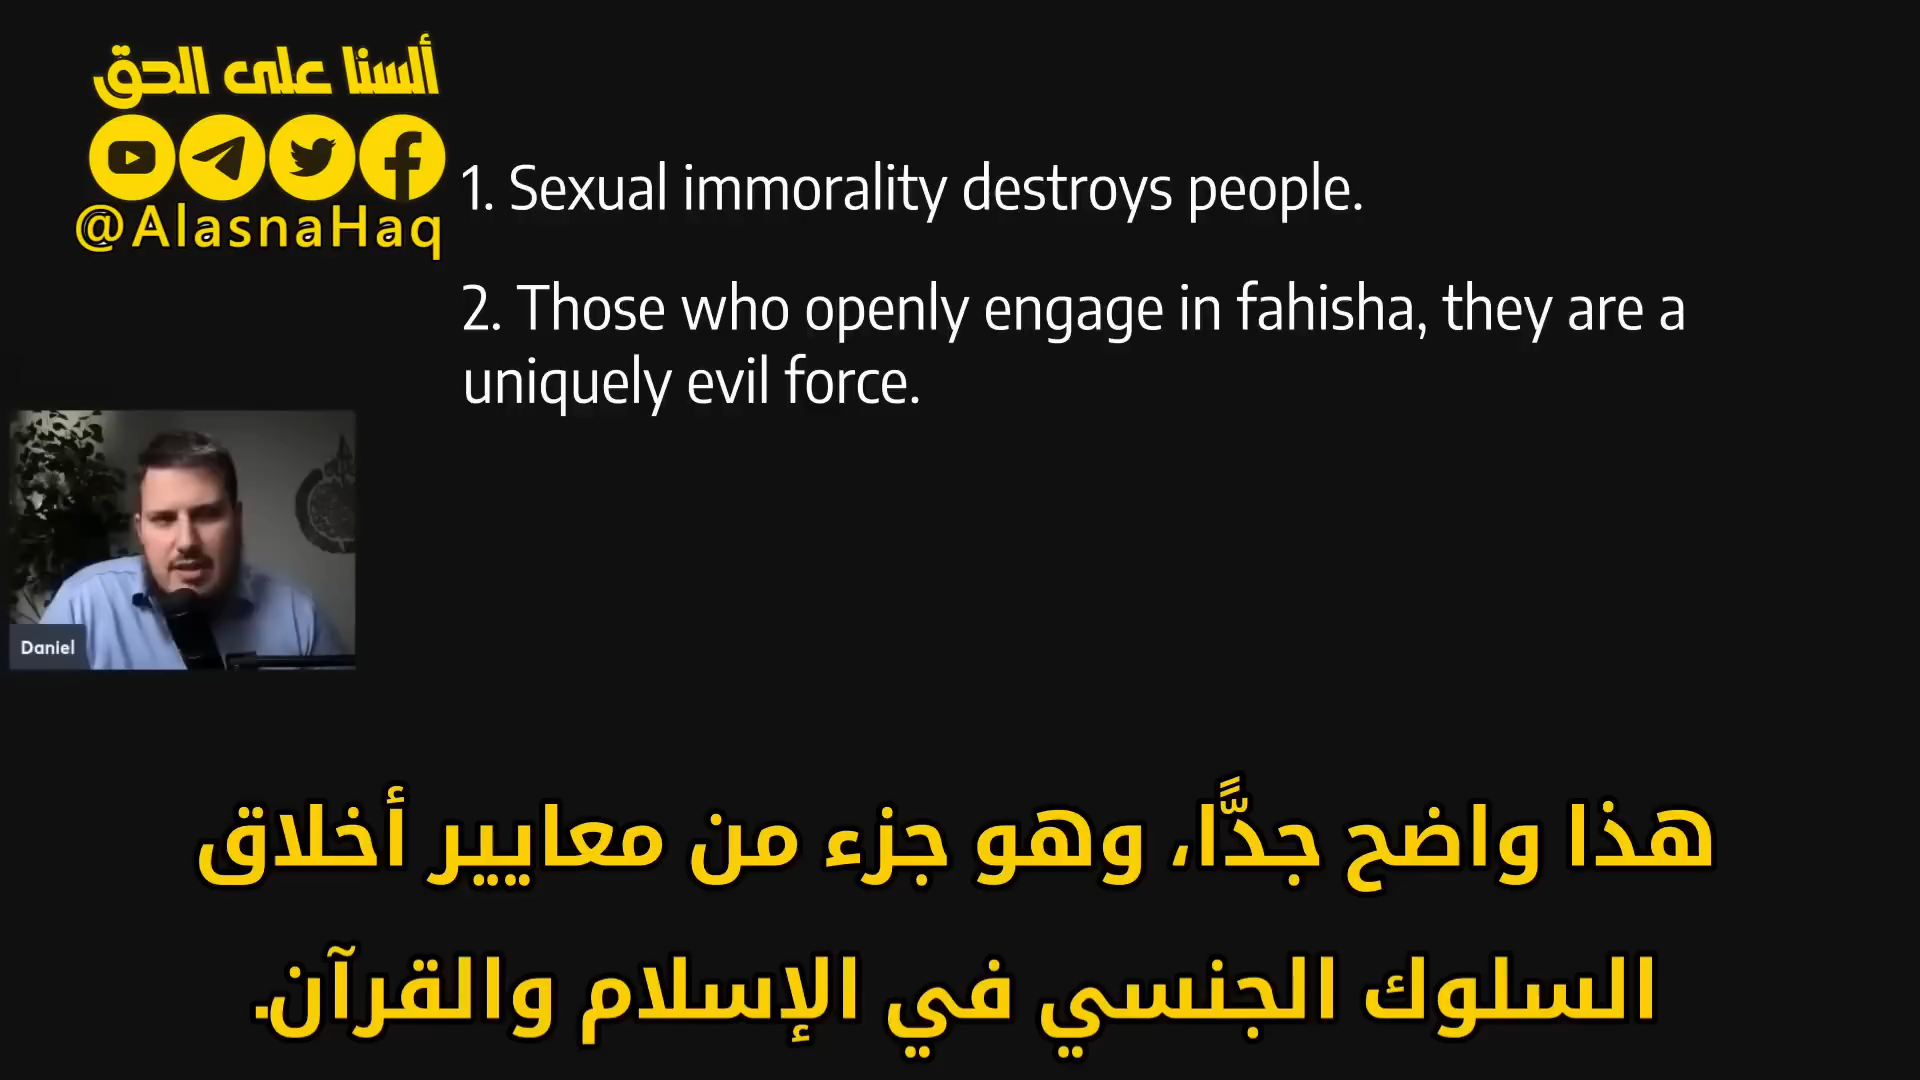 ألسنا على الحق
@AlasnaHaq
1. Sexual immorality destroys people.
2. Those who openly engage in fahisha, they are a
uniquely evil force.
Daniel
هذا واضح جدًّا، وهو جزء من معايير أخلاق
السلوك الجنسي في الإسلام والقرآن.